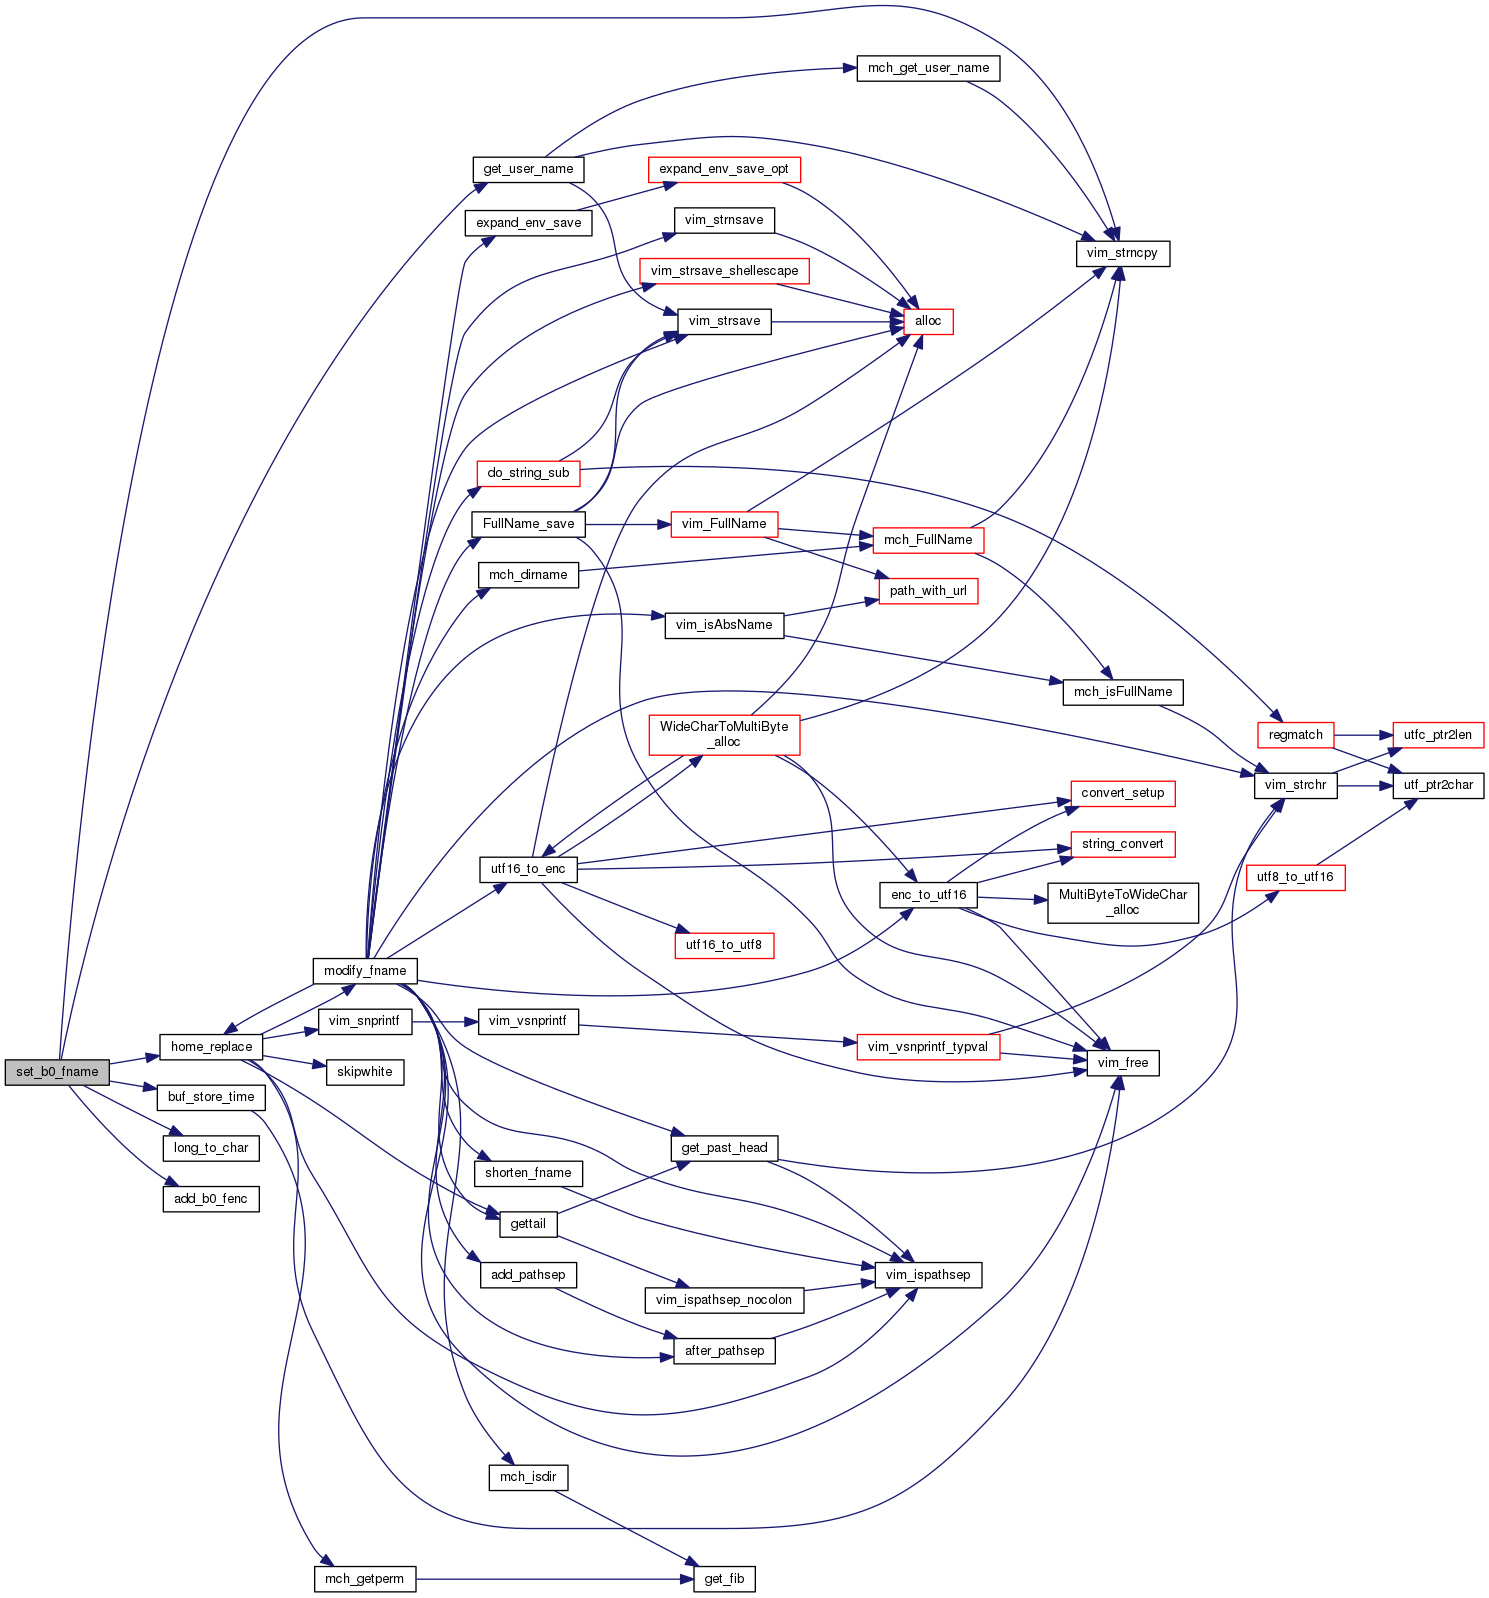 mch_get_user_name
get_user_name
expand_env_save_opt
expand_env_save
vim_strnsave
vim_strncpy
vim_strsave_shellescape
vim_strsave
alloc
do_string_sub
FullName_save
vim_FullName
mch_FullName
mch_dirname
path_with_url
vim_isAbsName
mch_isFullName
WideCharToMultiByte
_alloc
regmatch
utfc_ptr2len
convert_setup
vim_strchr
utf_ptr2char
string_convert
utf16_to_enc
utf8_to_utf16
enc_to_utf16
MultiByteToWideChar
_alloc
utf16_to_utf8
modify_fname
vim_snprintf
vim_vsnprintf
home_replace
vim_vsnprintf_typval
vim_free
set_b0_fname
skipwhite
buf_store_time
long_to_char
get_past_head
shorten_fname
add_b0_fenc
gettail
add_pathsep
vim_ispathsep
vim_ispathsep_nocolon
after_pathsep
mch_isdir
mch_getperm
get_fib